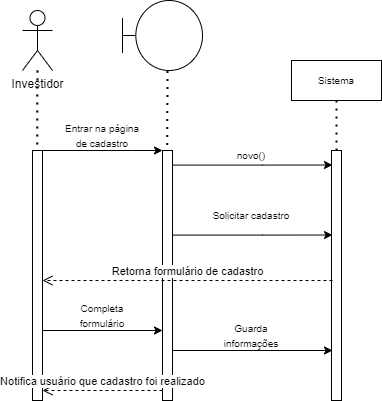 Investidor
Sistema
Entrar na página
de cadastro
novo()
Solicitar cadastro
Retorna formulário de cadastro
Completa
formulário
Guarda
informações
Notifica usuário que cadastro foi realizado